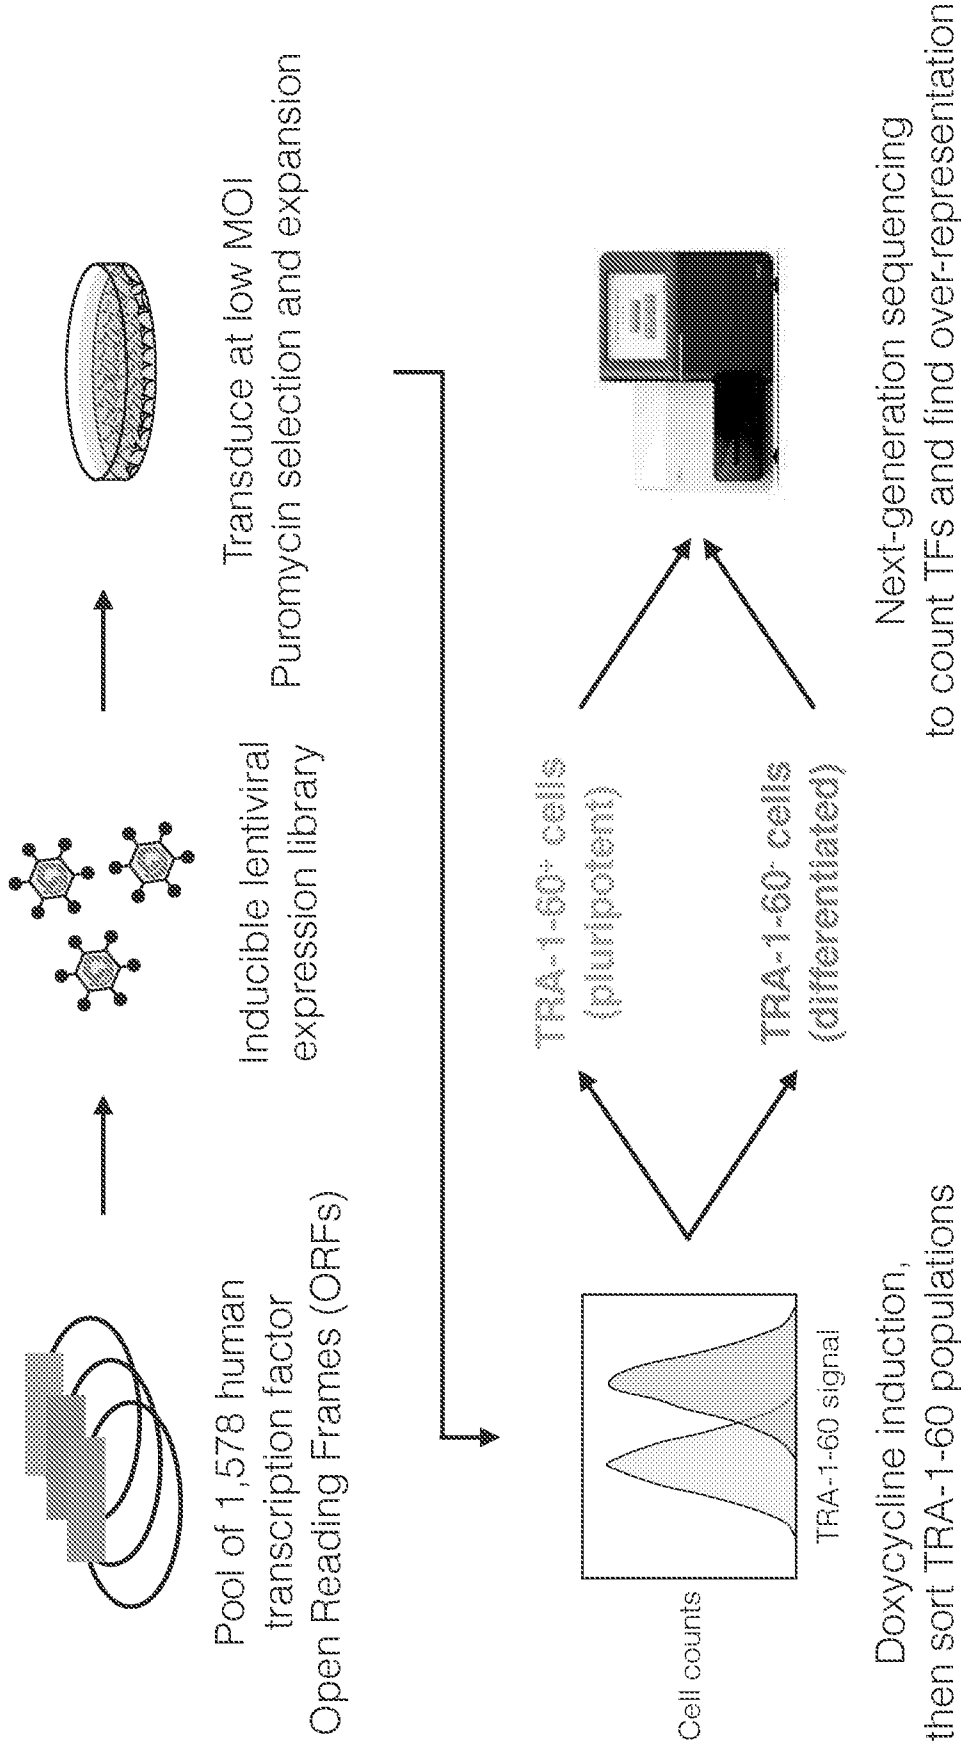 Pool of 1,578 human
transcription factor
Open Reading Frames (ORFs)
Inducible lentiviral
expression library
Transduce at low MOI
Puromycin selection and expansion
Cell counts
TRA-1-60 signal
Doxycycline induction,
then sort TRA-1-60 populations
TRA-1-60+ cells
(pluripotent)
TRA-1-60- cells
(differentiated)
Next-generation sequencing
to count TFs and find over-representation